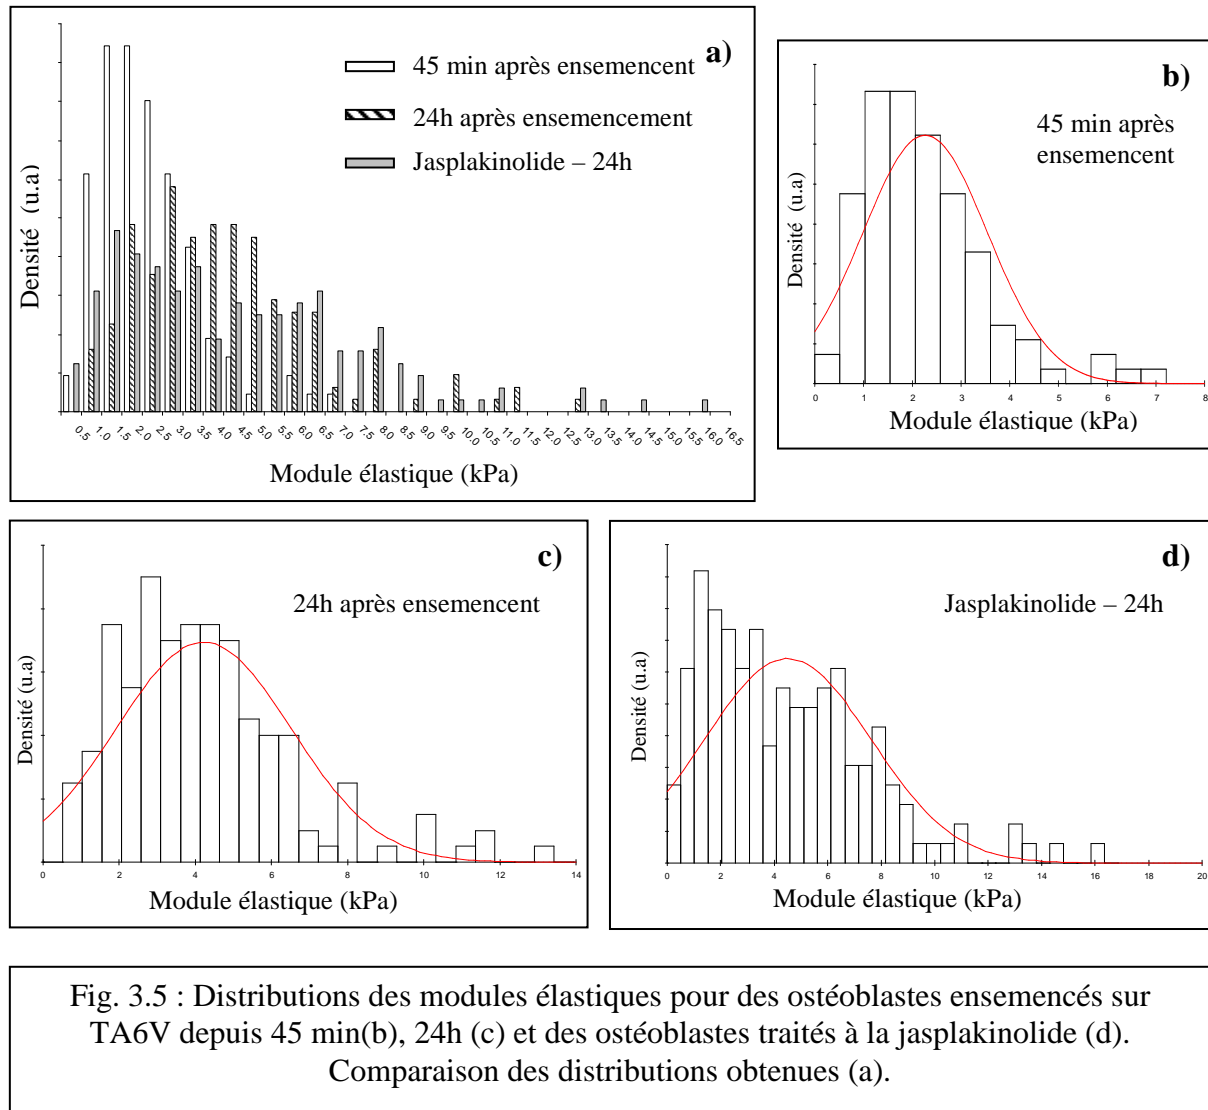 a)
45 min après ensemencent
24h après ensemencement
Jasplakinolide – 24h
Densité (u.a)
0.5 1.0 1.5 2.0 2.5 3.0 3.5 4.0 4.5 5.0 5.5 6.0 6.5 7.0 7.5 8.0 8.5 9.0 9.5 10.0 10.5 11.0 11.5 12.0 12.5 13.0 13.5 14.0 14.5 15.0 15.5 16.0 16.5
Module élastique (kPa)
b)
45 min après
ensemencent
Densité (u.a)
0 1 2 3 4 5 6 7 8
Module élastique (kPa)
c)
24h après ensemencent
Densité (u.a)
0 2 4 6 8 10 12 14
Module élastique (kPa)
d)
Jasplakinolide – 24h
Densité (u.a)
0 2 4 6 8 10 12 14 16 18 20
Module élastique (kPa)
Fig. 3.5 : Distributions des modules élastiques pour des ostéoblastes ensemencés sur
TA6V depuis 45 min(b), 24h (c) et des ostéoblastes traités à la jasplakinolide (d).
Comparaison des distributions obtenues (a).